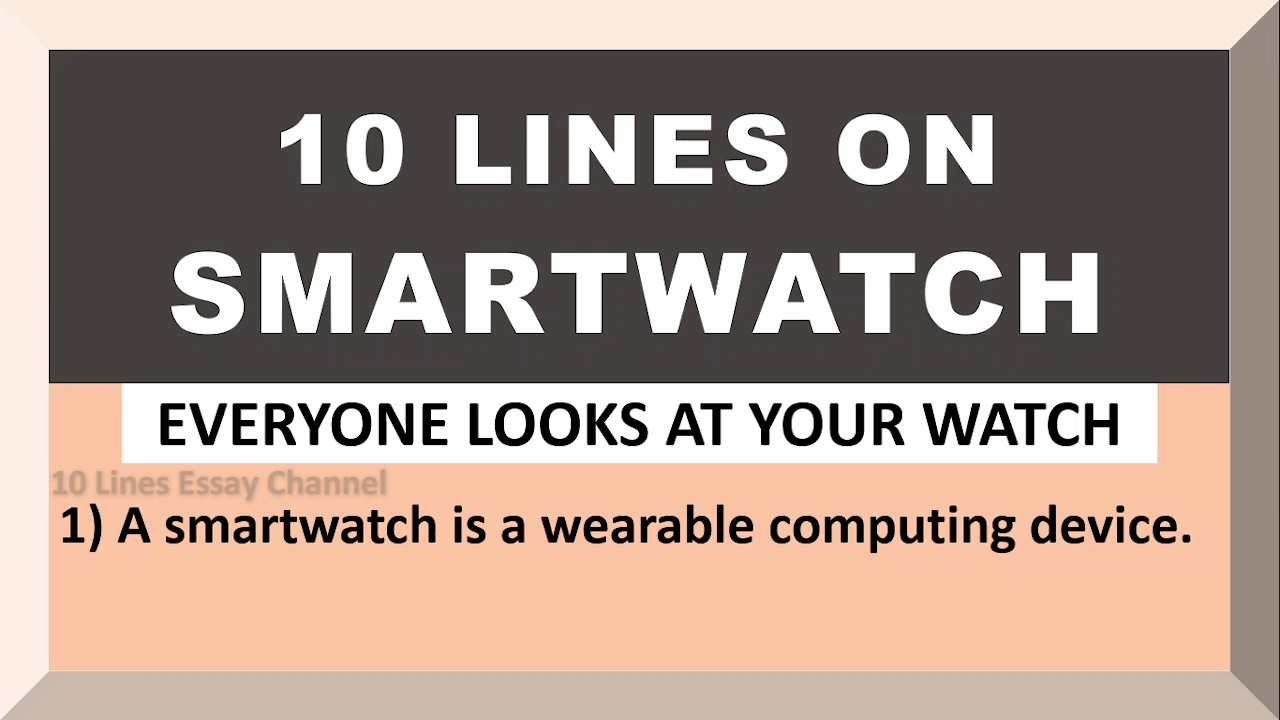 10 LINES ON
SMARTWATCH
EVERYONE LOOKS AT YOUR WATCH
10 Lines Essay Channel
1) A smartwatch is a wearable computing device.